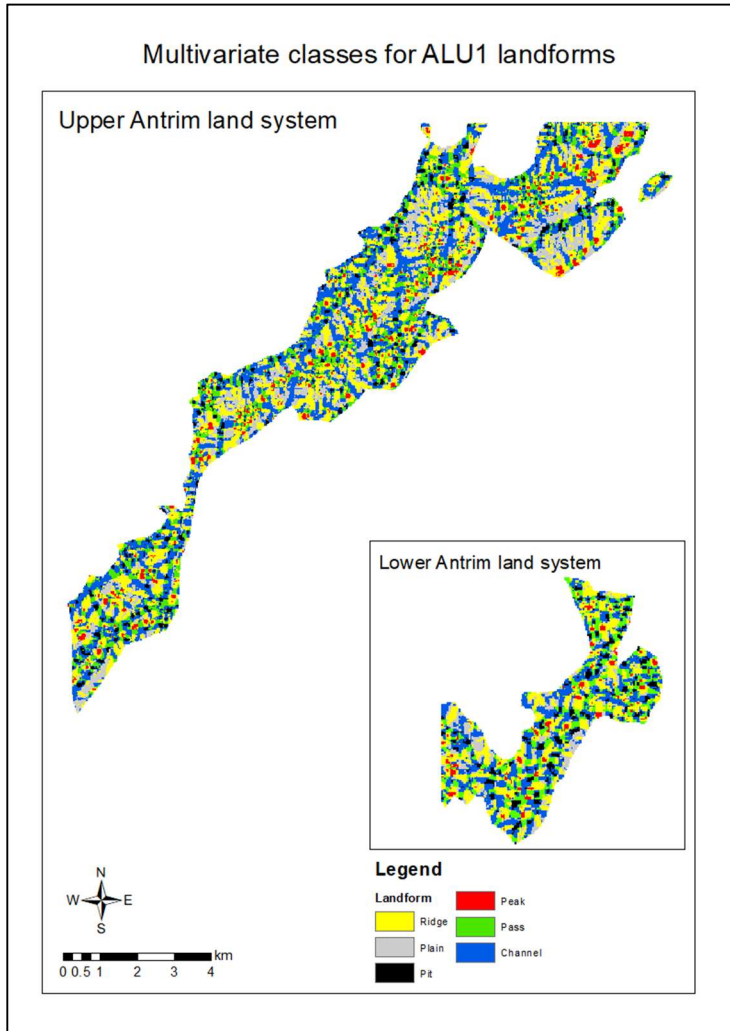 Multivariate classes for ALU1 landforms
Upper Antrim land system
Lower Antrim land system
Legend
Landform
Ridge
Plain
Pit
Peak
Pass
Channel
N
W E
S
km
0 0.5 1 2 3 4